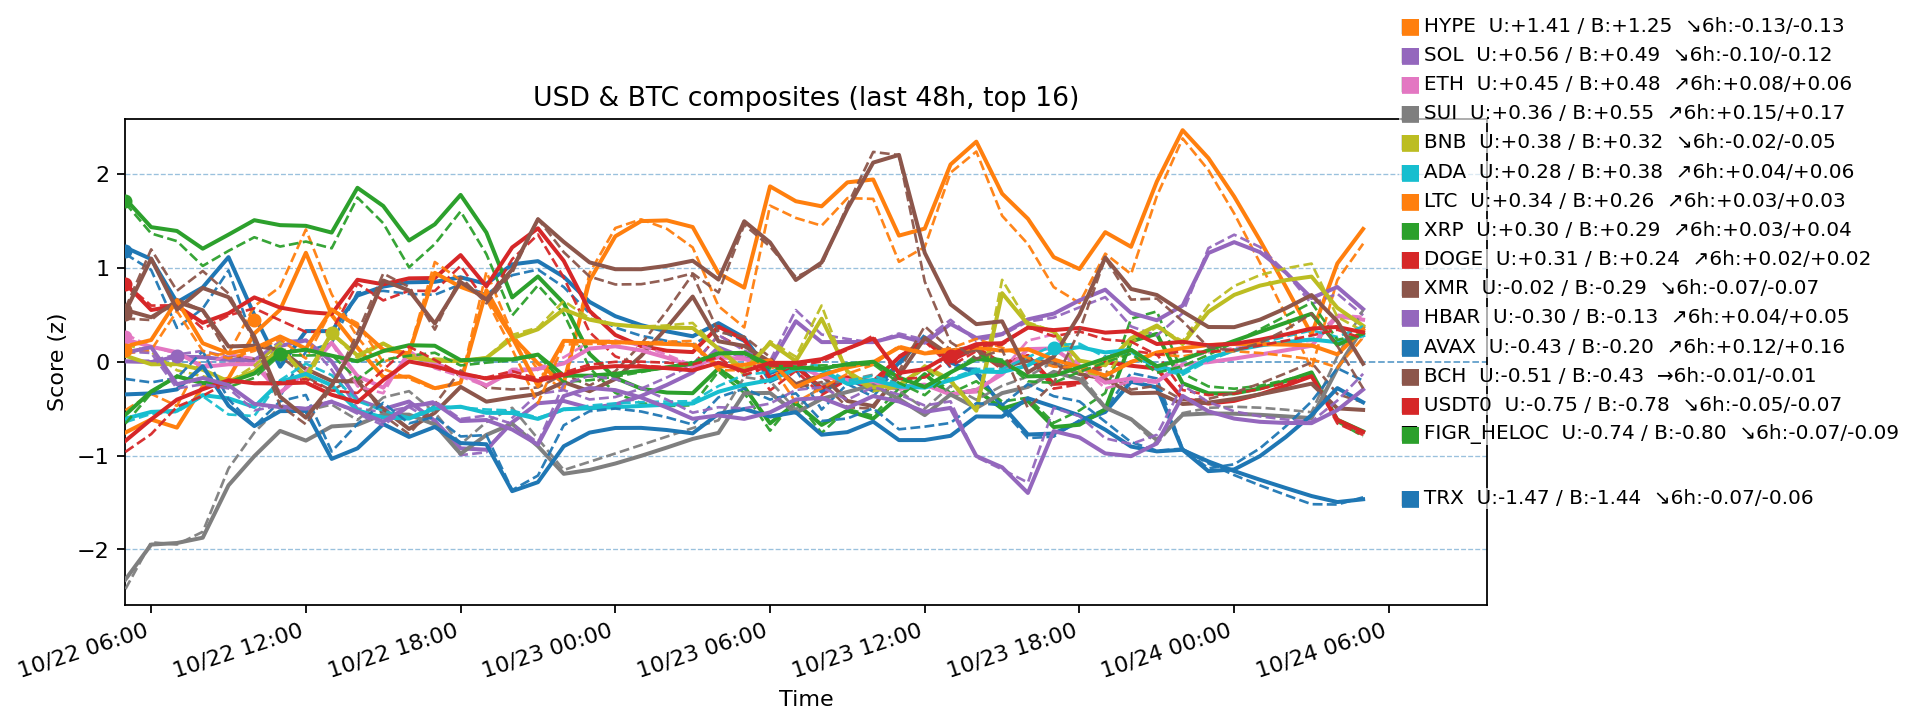 HYPE U:+1.41 / B:+1.25 ↘6h:-0.13/-0.13
SOL U:+0.56 / B:+0.49 ↘6h:-0.10/-0.12
ETH U:+0.45 / B:+0.48 ↗6h:+0.08/+0.06
USD & BTC composites (last 48h, top 16)
SUI U:+0.36 / B:+0.55 ↗6h:+0.15/+0.17
BNB U:+0.38 / B:+0.32 ↘6h:-0.02/-0.05
ADA U:+0.28 / B:+0.38 ↗6h:+0.04/+0.06
LTC U:+0.34 / B:+0.26 ↗6h:+0.03/+0.03
XRP U:+0.30 / B:+0.29 ↗6h:+0.03/+0.04
DOGE U:+0.31 / B:+0.24 ↗6h:+0.02/+0.02
XMR U:-0.02 / B:-0.29 ↘6h:-0.07/-0.07
HBAR U:-0.30 / B:-0.13 ↗6h:+0.04/+0.05
AVAX U:-0.43 / B:-0.20 ↗6h:+0.12/+0.16
BCH U:-0.51 / B:-0.43 →6h:-0.01/-0.01
USDT0 U:-0.75 / B:-0.78 ↘6h:-0.05/-0.07
FIGR_HELOC U:-0.74 / B:-0.80 ↘6h:-0.07/-0.09
TRX U:-1.47 / B:-1.44 ↘6h:-0.07/-0.06
Score (z)
2
1
0
−1
−2
10/22 06:00
10/22 12:00
10/22 18:00
10/23 00:00
10/23 06:00
10/23 12:00
10/23 18:00
10/24 00:00
10/24 06:00
Time